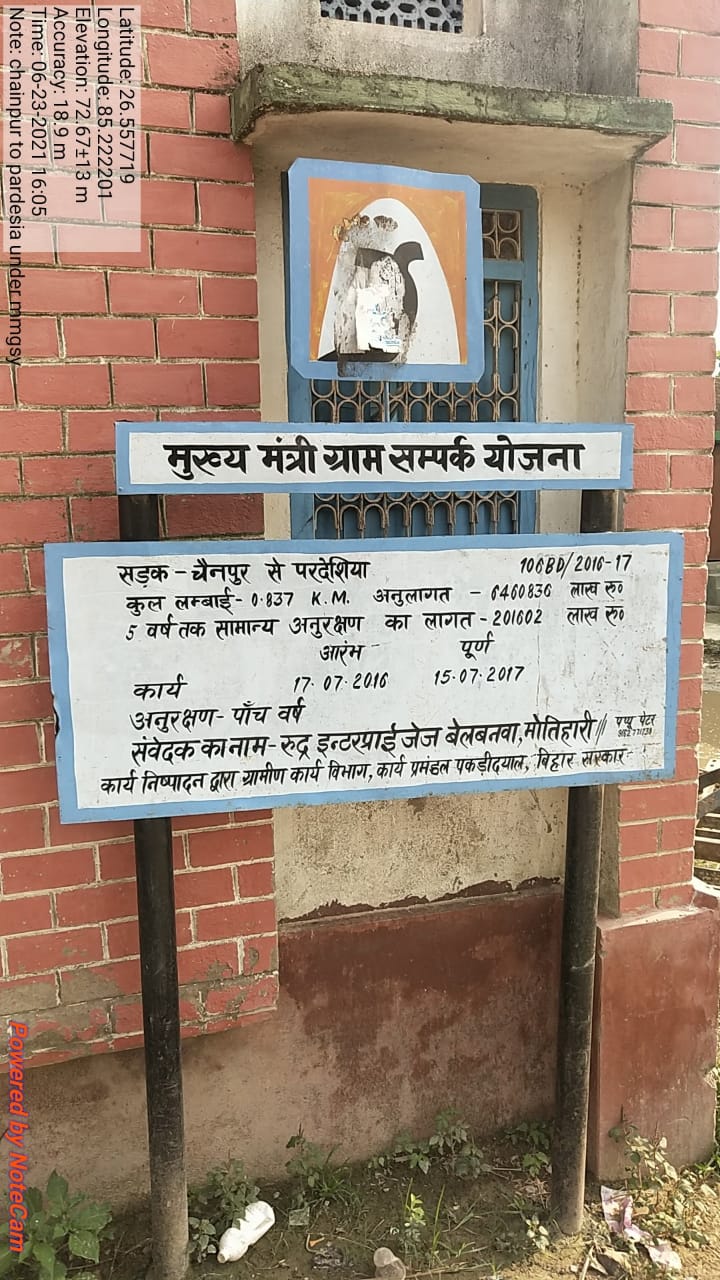 Latitude: 26.557719
Longitude: 85.222201
Elevation: 72.67±13 m
Accuracy: 18.9 m
Time: 06-23-2021 16:05
Note: chainpur to pardesia under mmgsy
मुख्य मंत्री ग्राम सम्पर्क योजना
सड़क - चैनपुर से परदेशिया 106BD/2016-17
कुल लम्बाई - 0.837 K.M. अनुलागत - 6460836 लाख रु०
5 वर्ष तक सामान्य अनुरक्षण का लागत - 201602 लाख रु०
आरंभ पूर्ण
कार्य 17.07.2016 15.07.2017
अनुरक्षण - पाँच वर्ष
संवेदक का नाम - रुद्र इन्टरप्राईजेज बेलबनवा, मोतिहारी // पप्पु पेंटर
कार्य निष्पादन द्वारा ग्रामीण कार्य विभाग, कार्य प्रमंडल पकड़ीदयाल, बिहार सरकार
Powered by NoteCam